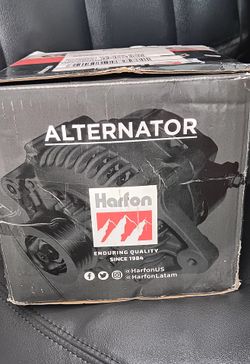 ALTERNATOR
Harfon
ENDURING QUALITY
SINCE 1984
@HarfonUS
@HarfonLatam